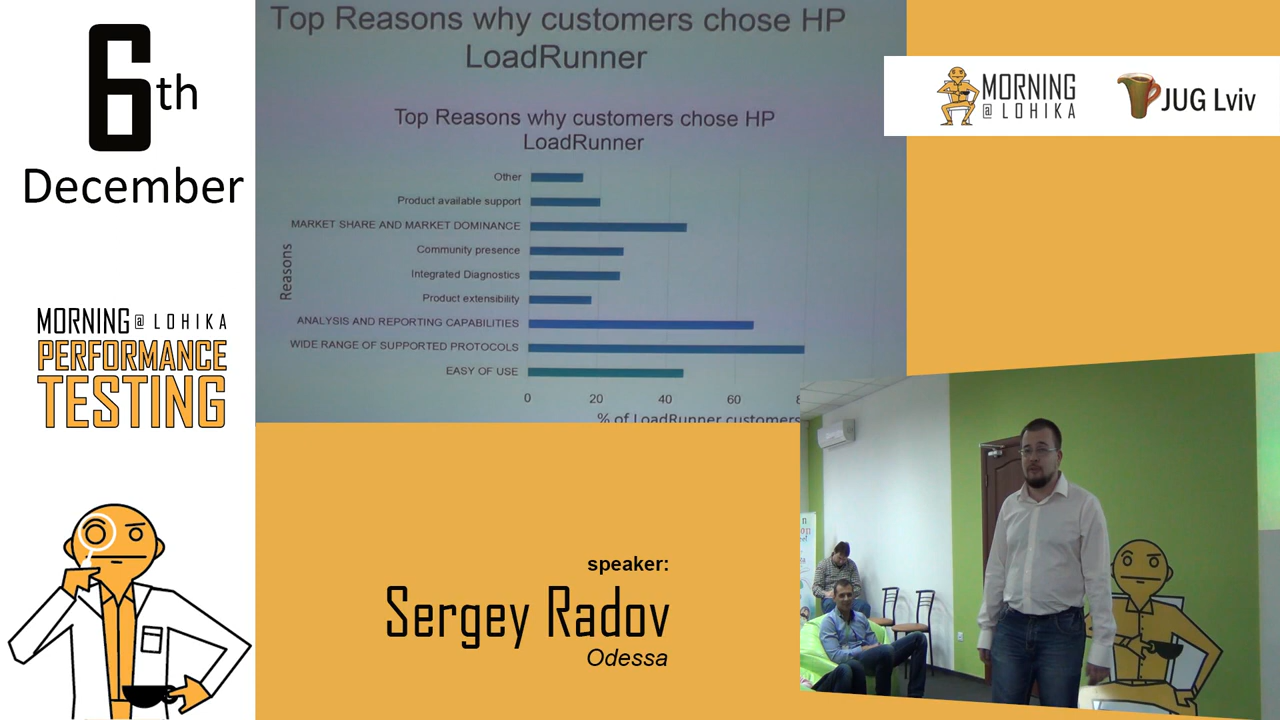 6th
December
MORNING @ LOHIKA
PERFORMANCE
TESTING
Top Reasons why customers chose HP
LoadRunner
Top Reasons why customers chose HP
LoadRunner
Reasons
Other
Product available support
MARKET SHARE AND MARKET DOMINANCE
Community presence
Integrated Diagnostics
Product extensibility
ANALYSIS AND REPORTING CAPABILITIES
WIDE RANGE OF SUPPORTED PROTOCOLS
EASY OF USE
0 20 40 60
% of LoadRunner customers
MORNING
@ LOHIKA
JUG Lviv
speaker:
Sergey Radov
Odessa